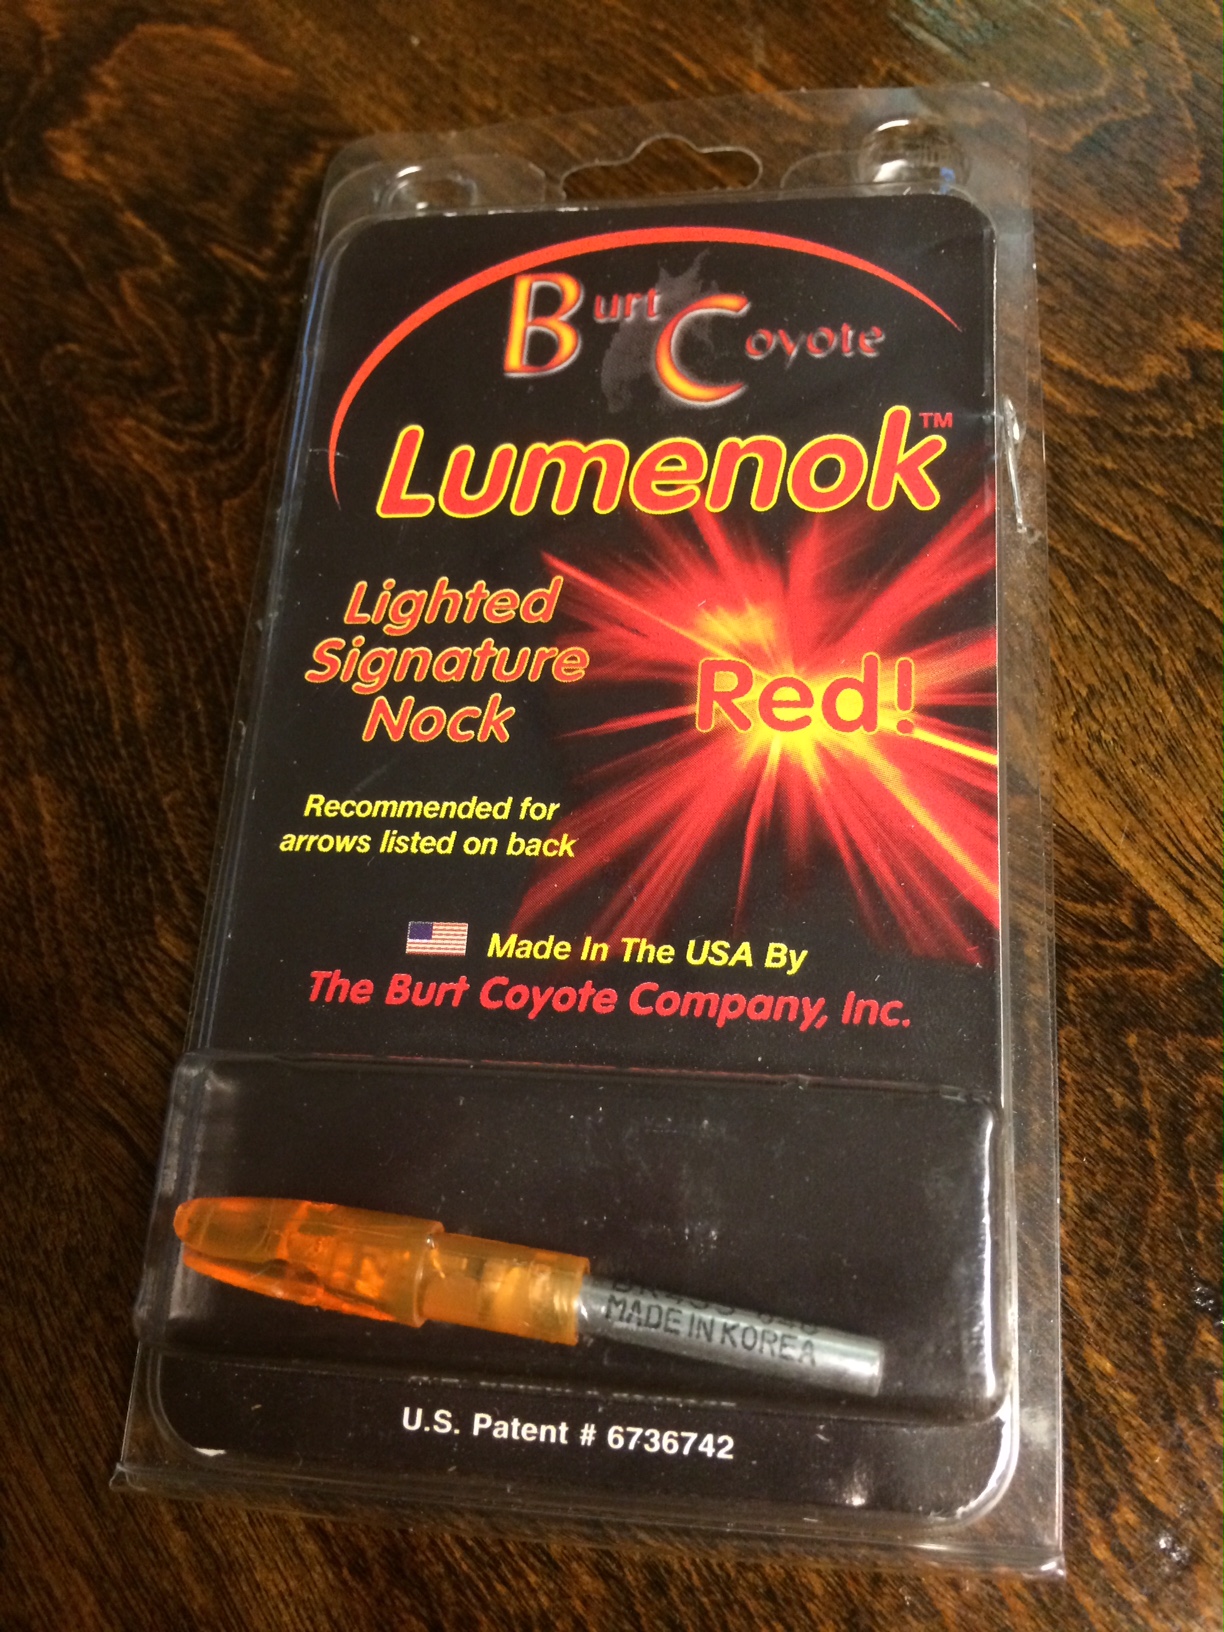 Burt Coyote
Lumenok™
Lighted
Signature
Nock
Red!
Recommended for
arrows listed on back
Made In The USA By
The Burt Coyote Company, Inc.
MADE IN KOREA
U.S. Patent # 6736742